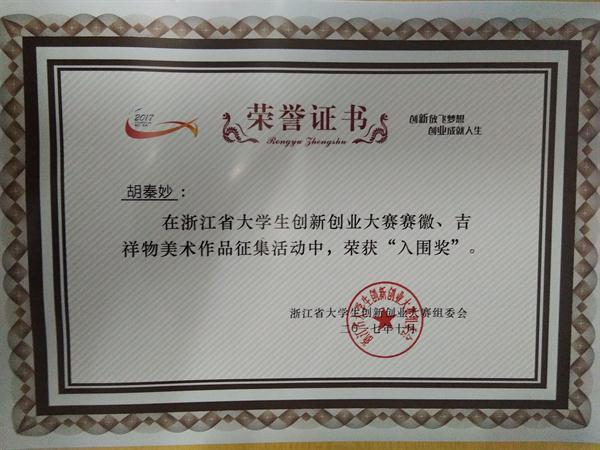 2017
荣誉证书
Rongyu Zhengshu
创新放飞梦想
创业成就人生
胡秦妙：
在浙江省大学生创新创业大赛赛徽、吉
祥物美术作品征集活动中，荣获“入围奖”。
浙江省大学生创新创业大赛组委会
二〇一七年十月